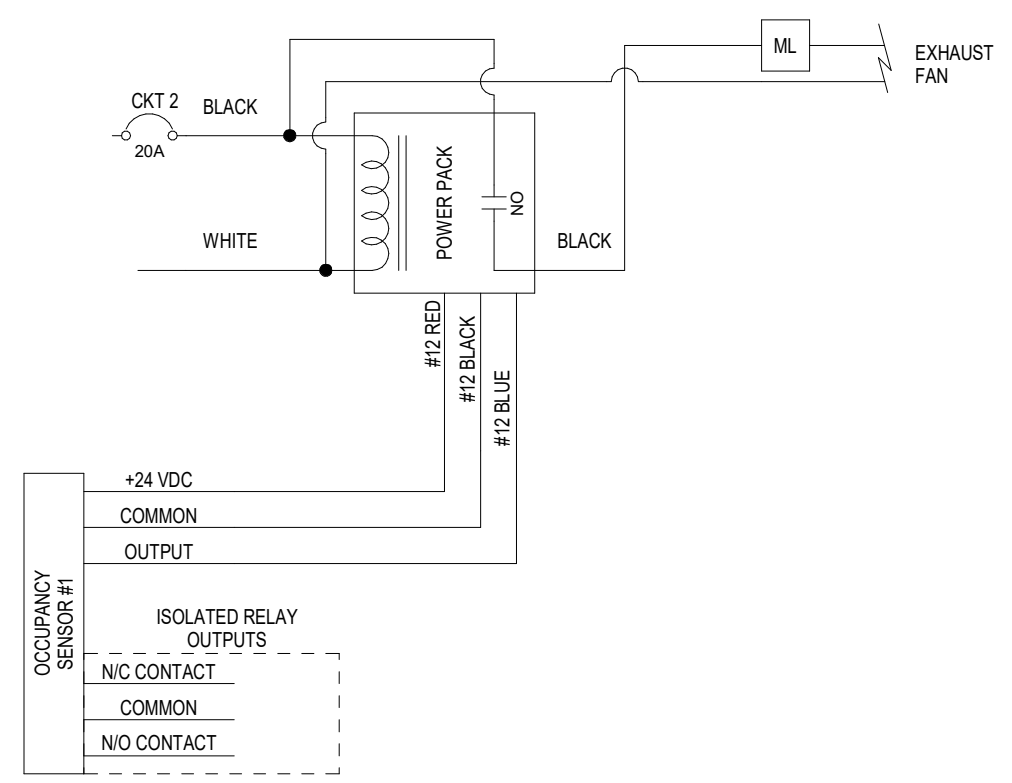 ML
EXHAUST
FAN
CKT 2
BLACK
20A
POWER PACK
NO
WHITE
BLACK
#12 RED
#12 BLACK
#12 BLUE
+24 VDC
COMMON
OUTPUT
OCCUPANCY
SENSOR #1
ISOLATED RELAY
OUTPUTS
N/C CONTACT
COMMON
N/O CONTACT